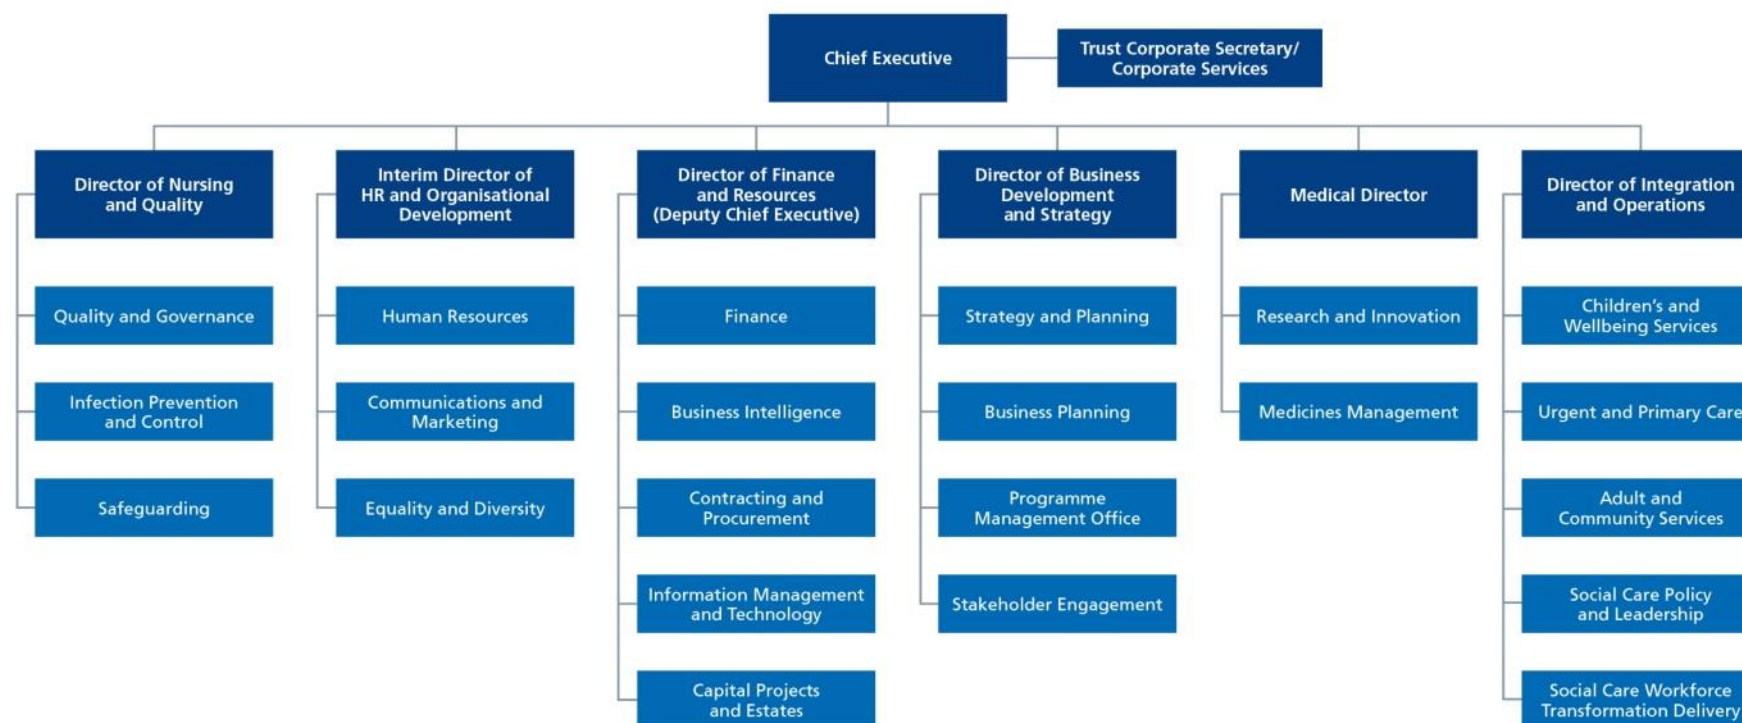 Chief Executive
Trust Corporate Secretary/
Corporate Services
Director of Nursing
and Quality
Quality and Governance
Infection Prevention
and Control
Safeguarding
Interim Director of
HR and Organisational
Development
Human Resources
Communications and
Marketing
Equality and Diversity
Director of Finance
and Resources
(Deputy Chief Executive)
Finance
Business Intelligence
Contracting and
Procurement
Information Management
and Technology
Capital Projects
and Estates
Director of Business
Development
and Strategy
Strategy and Planning
Business Planning
Programme
Management Office
Stakeholder Engagement
Medical Director
Research and Innovation
Medicines Management
Director of Integration
and Operations
Children’s and
Wellbeing Services
Urgent and Primary Care
Adult and
Community Services
Social Care Policy
and Leadership
Social Care Workforce
Transformation Delivery